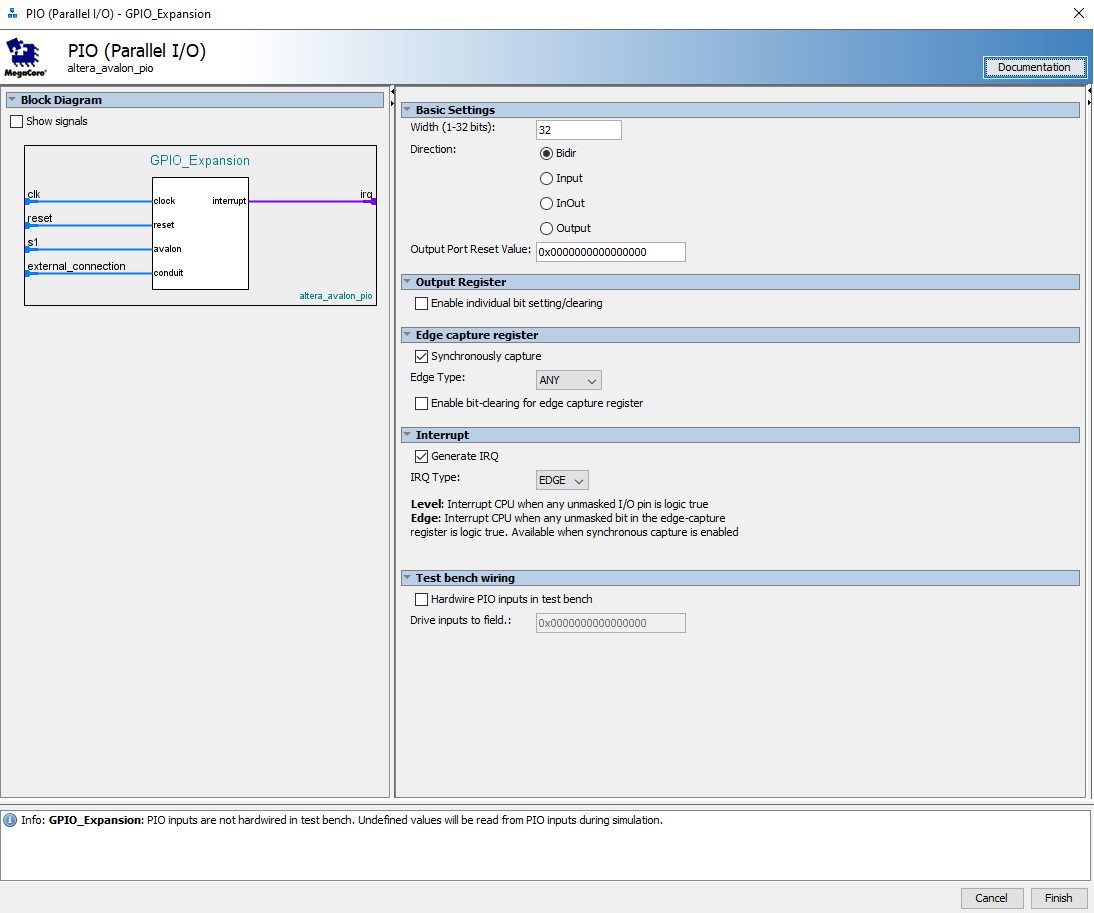 PIO (Parallel I/O) - GPIO_Expansion
MegaCore®
PIO (Parallel I/O)
altera_avalon_pio
Documentation
Block Diagram
Show signals
GPIO_Expansion
clk
clock
interrupt
irq
reset
reset
s1
avalon
external_connection
conduit
altera_avalon_pio
Basic Settings
Width (1-32 bits): 32
Direction: Bidir
Input
InOut
Output
Output Port Reset Value: 0x0000000000000000
Output Register
Enable individual bit setting/clearing
Edge capture register
Synchronously capture
Edge Type: ANY
Enable bit-clearing for edge capture register
Interrupt
Generate IRQ
IRQ Type: EDGE
Level: Interrupt CPU when any unmasked I/O pin is logic true
Edge: Interrupt CPU when any unmasked bit in the edge-capture
register is logic true. Available when synchronous capture is enabled
Test bench wiring
Hardwire PIO inputs in test bench
Drive inputs to field.: 0x0000000000000000
Info: GPIO_Expansion: PIO inputs are not hardwired in test bench. Undefined values will be read from PIO inputs during simulation.
Cancel
Finish